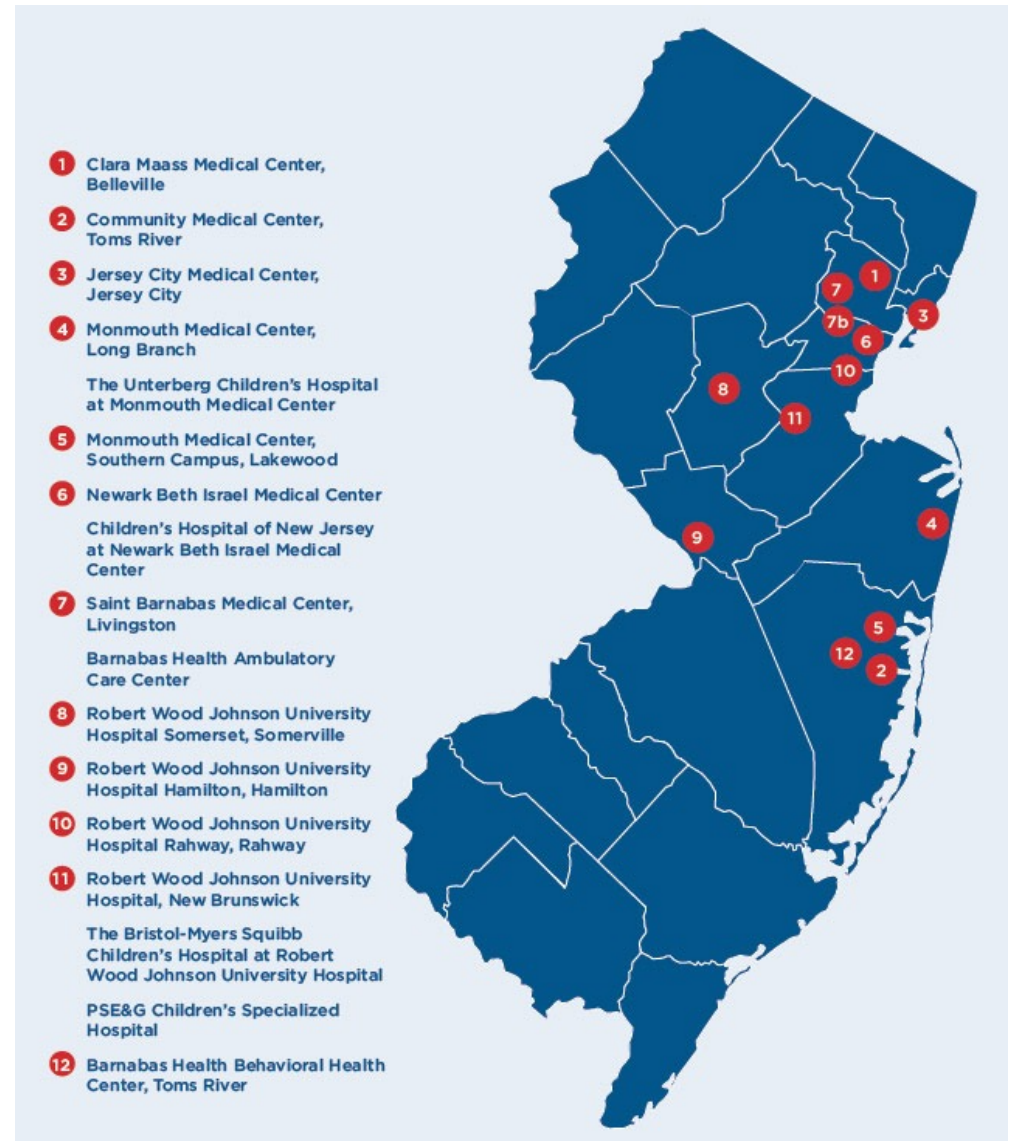 1 Clara Maass Medical Center,
Belleville
2 Community Medical Center,
Toms River
3 Jersey City Medical Center,
Jersey City
4 Monmouth Medical Center,
Long Branch
The Unterberg Children's Hospital
at Monmouth Medical Center
5 Monmouth Medical Center,
Southern Campus, Lakewood
6 Newark Beth Israel Medical Center
Children's Hospital of New Jersey
at Newark Beth Israel Medical
Center
7 Saint Barnabas Medical Center,
Livingston
Barnabas Health Ambulatory
Care Center
8 Robert Wood Johnson University
Hospital Somerset, Somerville
9 Robert Wood Johnson University
Hospital Hamilton, Hamilton
10 Robert Wood Johnson University
Hospital Rahway, Rahway
11 Robert Wood Johnson University
Hospital, New Brunswick
The Bristol-Myers Squibb
Children's Hospital at Robert
Wood Johnson University Hospital
PSE&G Children's Specialized
Hospital
12 Barnabas Health Behavioral Health
Center, Toms River
1
7
3
7b
6
10
8
11
4
9
5
12
2